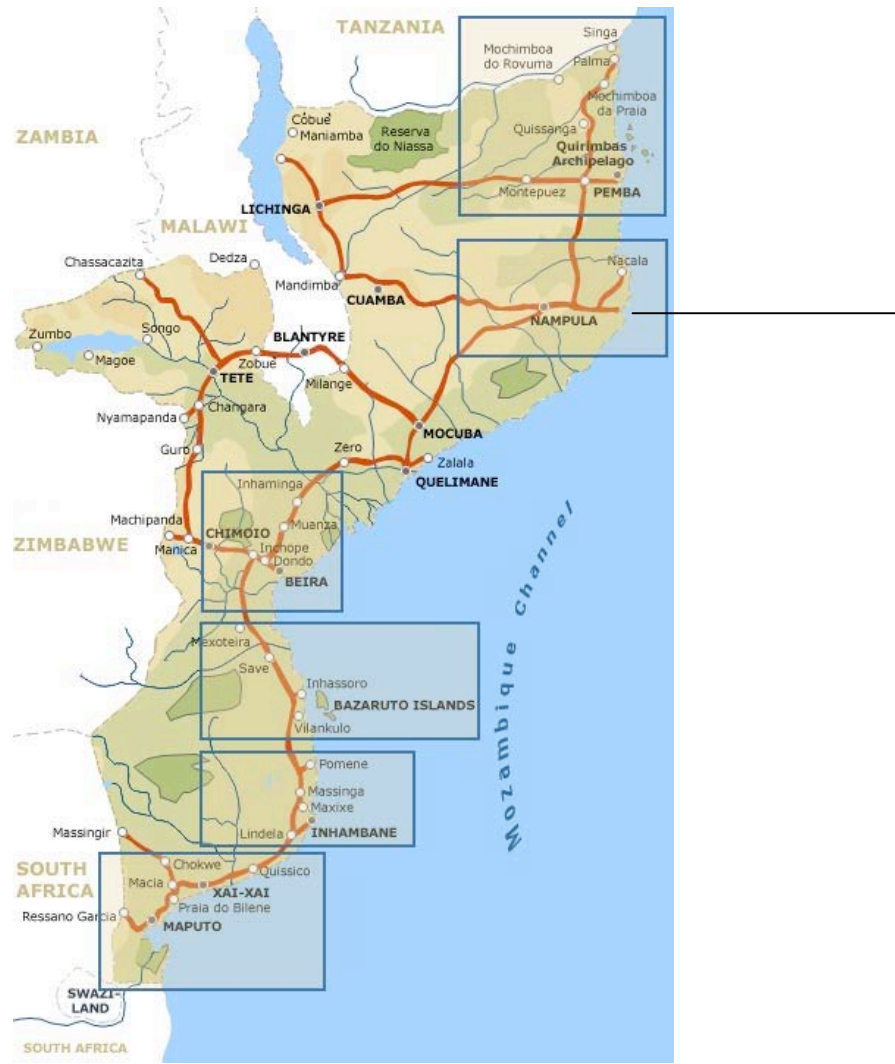 TANZANIA
Singa
Mochimboa
do Rovuma
Palma
Mochimboa
da Praia
Cóbuè
Maniamba
Reserva
do Niassa
Quissanga
ZAMBIA
Quirimbas
Archipelago
Montepuez
PEMBA
LICHINGA
MALAWI
Chassacazita
Dedza
Mandimba
Nacala
CUAMBA
NAMPULA
Zumbo
Songo
BLANTYRE
Magoe
Zobuè
TETE
Milange
Nyamapanda
Changara
MOCUBA
Guro
Zero
Zalala
QUELIMANE
Inhaminga
Machipanda
CHIMOIO
Muanza
ZIMBABWE
Manica
Inchope
Dondo
BEIRA
Mozambique Channel
Mexoteira
Save
Inhassoro
BAZARUTO ISLANDS
Vilankulo
Pomene
Massinga
Maxixe
Massingir
Lindela
INHAMBANE
SOUTH
AFRICA
Chokwe
Quissico
Macia
XAI-XAI
Praia do Bilene
Ressano Garcia
MAPUTO
SWAZI-
LAND
SOUTH AFRICA